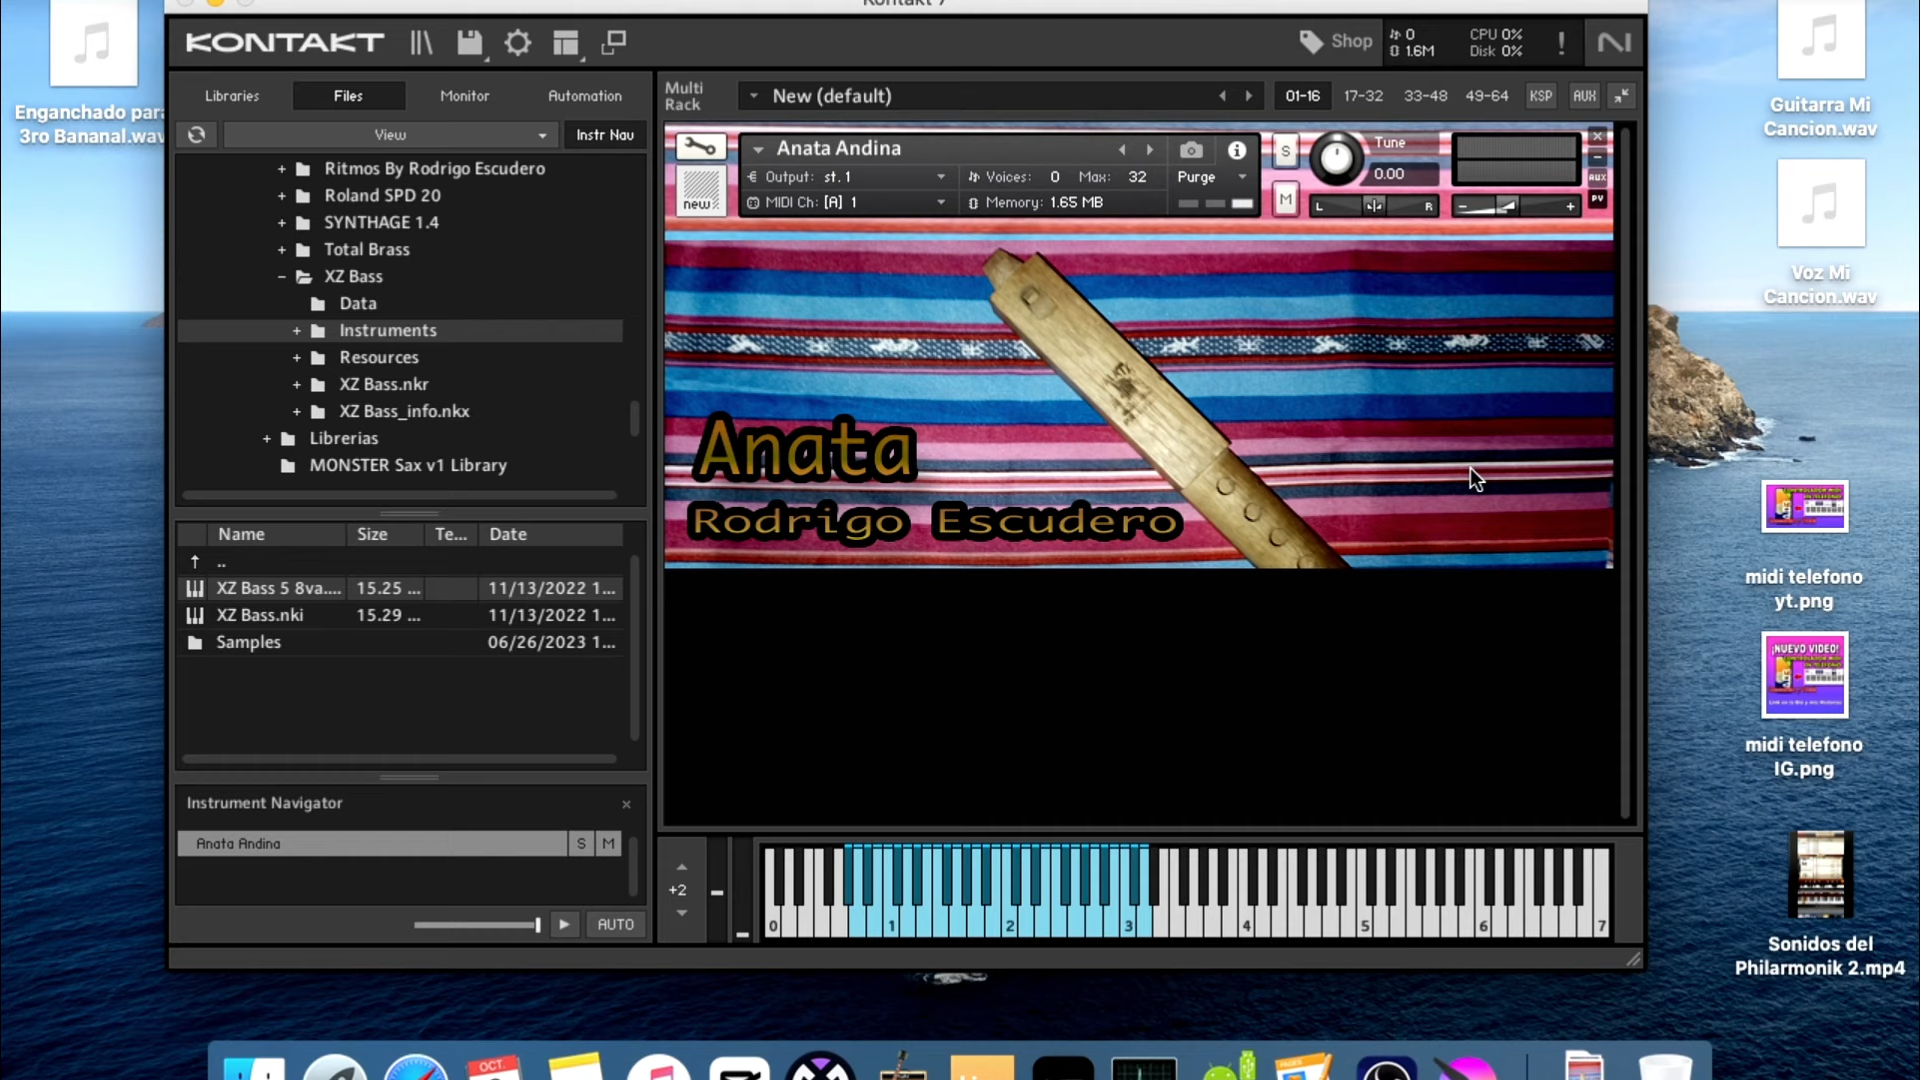 Kontakt 7
KONTAKT
Shop
0
1.6M
CPU 0%
Disk 0%
!
Libraries
Files
Monitor
Automation
View
Instr Nav
+ Ritmos By Rodrigo Escudero
+ Roland SPD 20
+ SYNTHAGE 1.4
+ Total Brass
- XZ Bass
Data
+ Instruments
+ Resources
+ XZ Bass.nkr
+ XZ Bass_info.nkx
+ Librerias
MONSTER Sax v1 Library
Name Size Te... Date
..
XZ Bass 5 8va.... 15.25 ... 11/13/2022 1...
XZ Bass.nki 15.29 ... 11/13/2022 1...
Samples 06/26/2023 1...
Instrument Navigator
Anata Andina S M
AUTO
Multi
Rack
New (default)
01-16 17-32 33-48 49-64 KSP AUX
Anata Andina
Output: st. 1
Voices: 0 Max: 32
Purge
MIDI Ch: [A] 1
Memory: 1.65 MB
new
S
M
Tune
0.00
L R
- +
AUX
PV
Anata
Rodrigo Escudero
+2
0 1 2 3 4 5 6 7
Enganchado para
3ro Bananal.wav
Guitarra Mi
Cancion.wav
Voz Mi
Cancion.wav
midi telefono
yt.png
¡NUEVO VIDEO!
midi telefono
IG.png
Sonidos del
Philarmonik 2.mp4
OCT.
PAGES